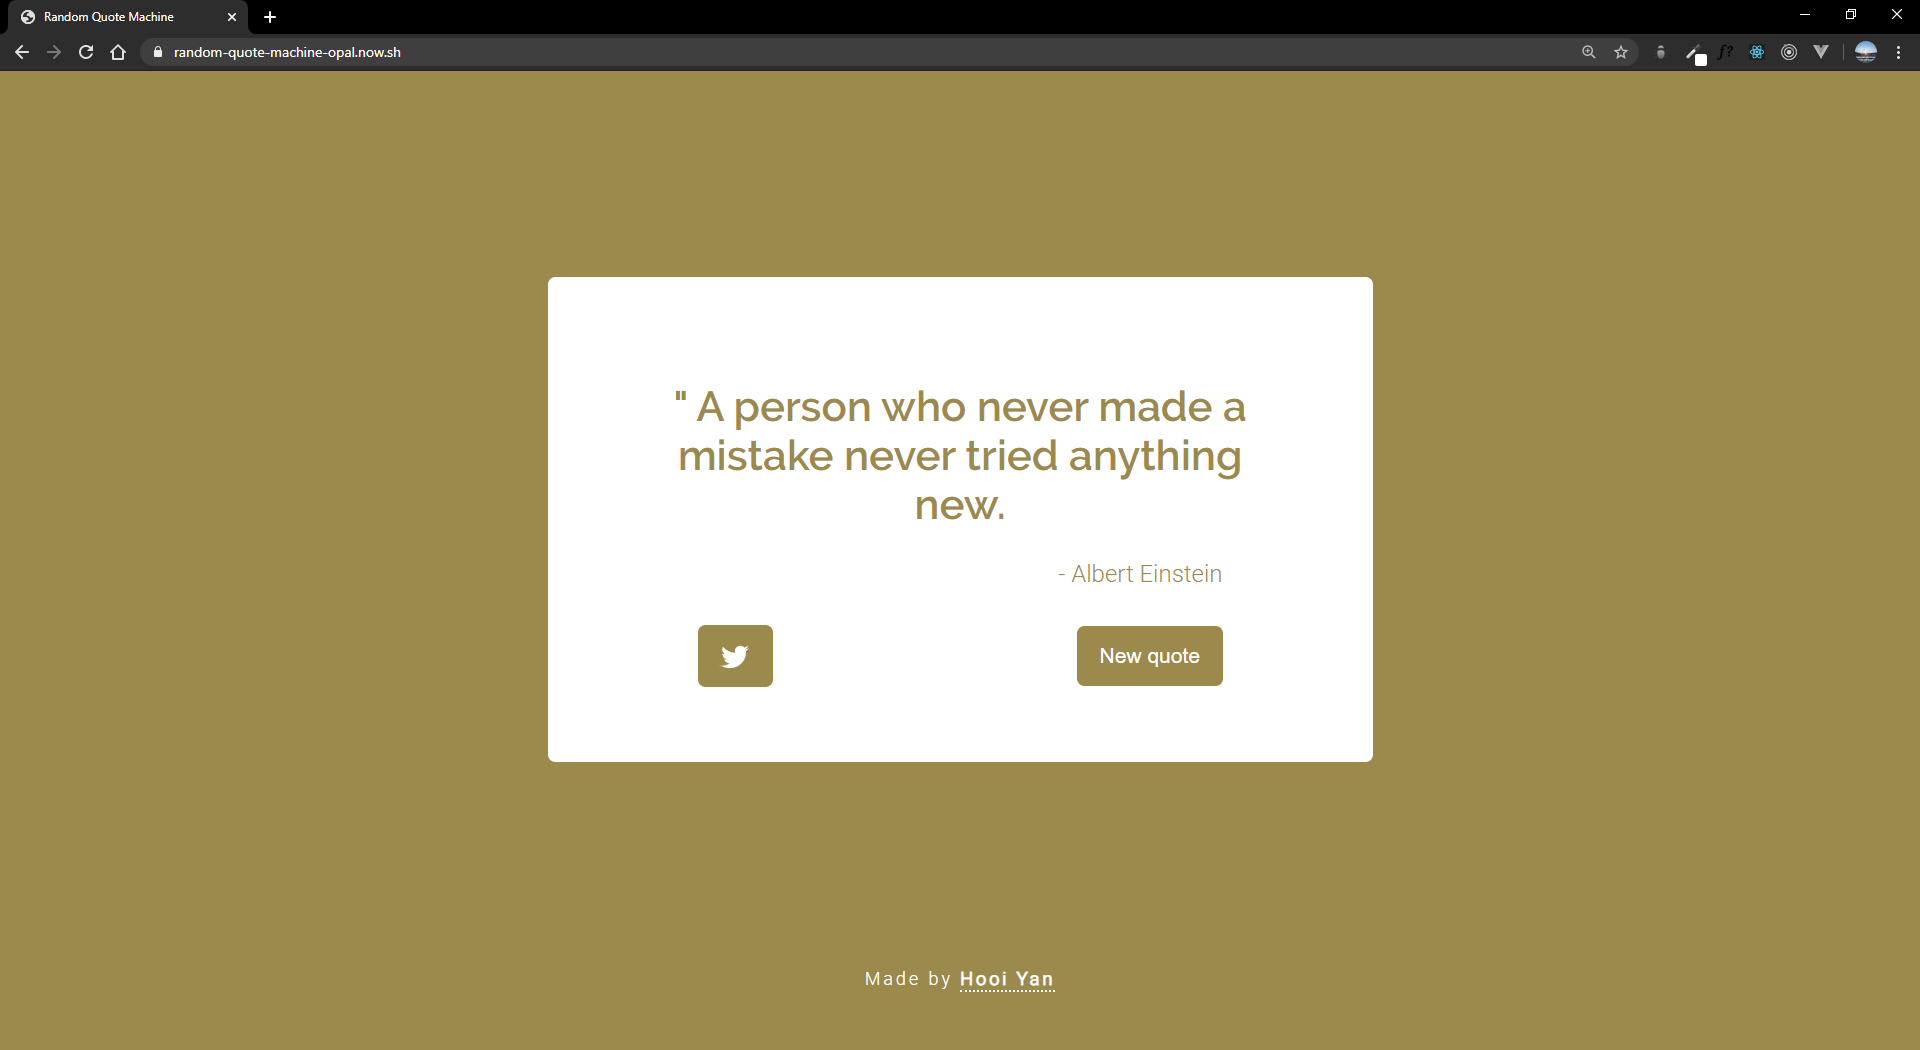 Random Quote Machine
random-quote-machine-opal.now.sh
f?
" A person who never made a
mistake never tried anything
new.
- Albert Einstein
New quote
Made by Hooi Yan